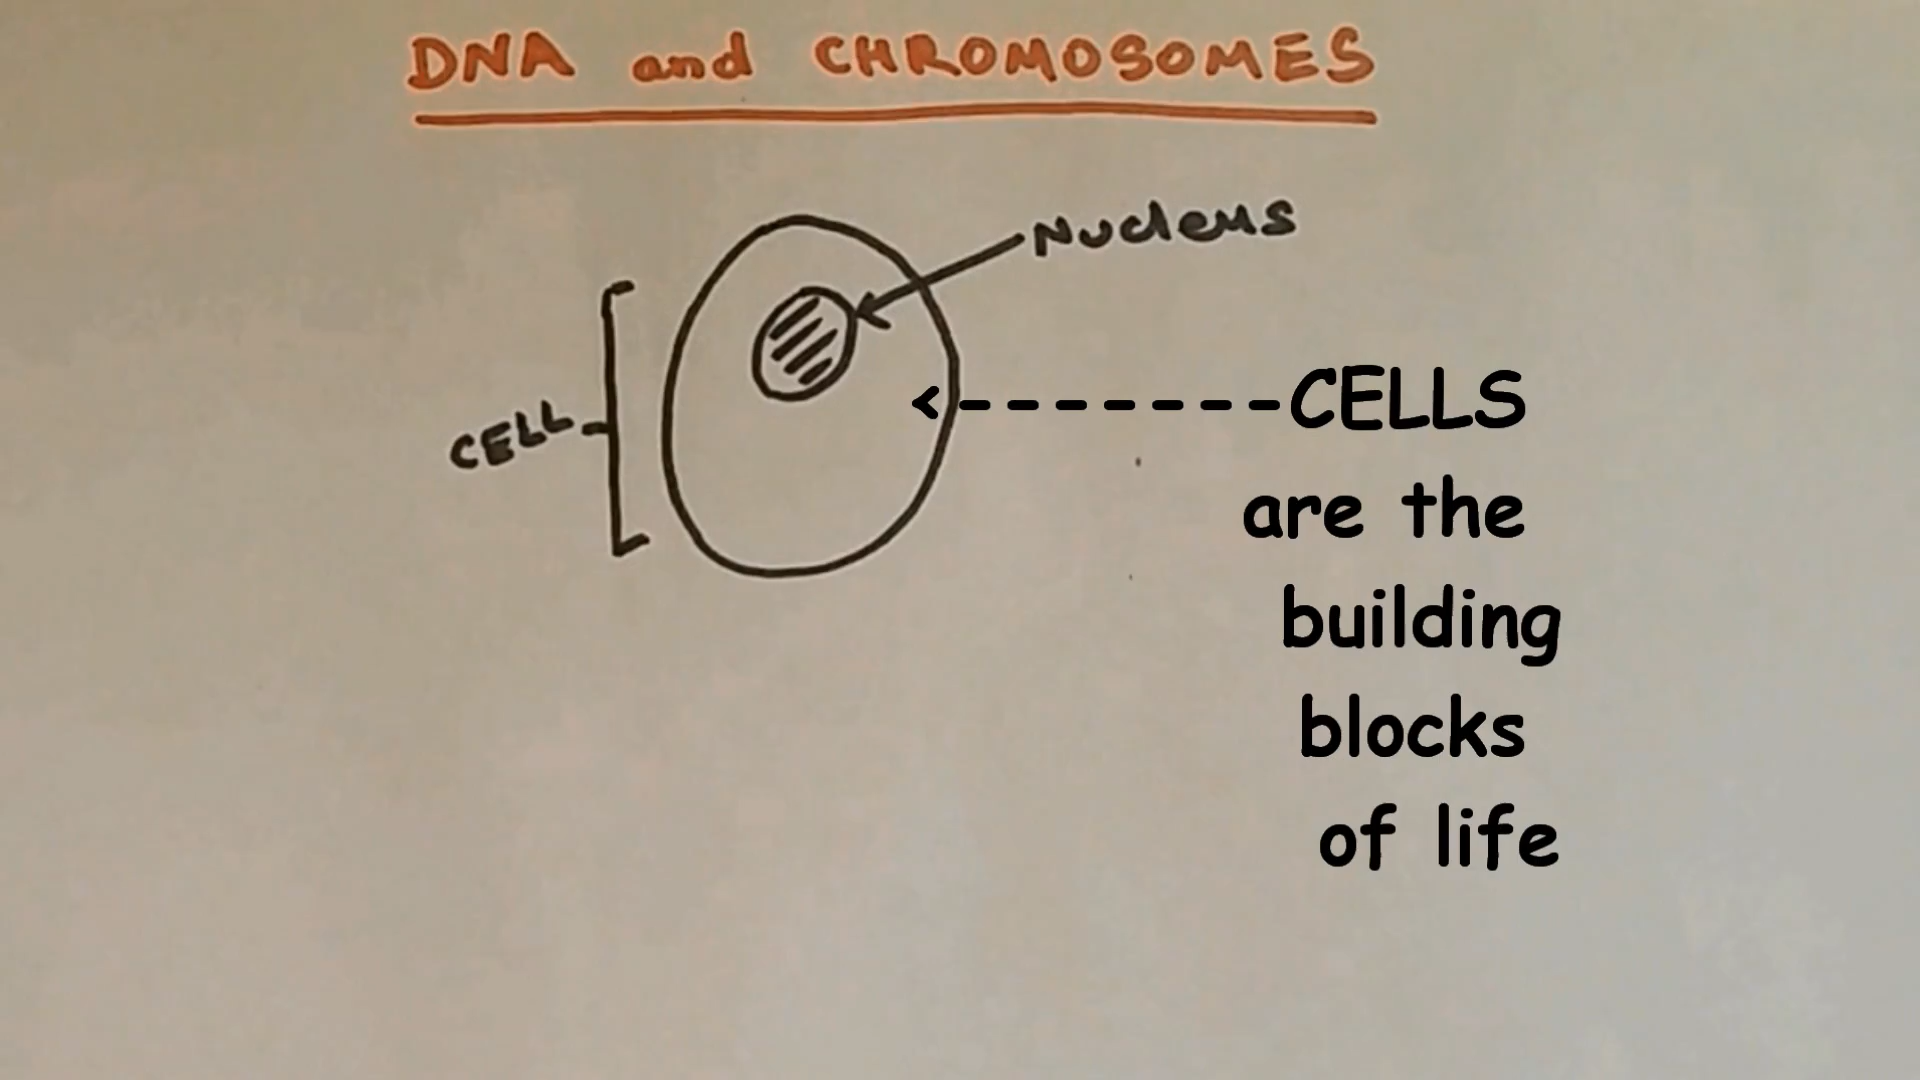 DNA and CHROMOSOMES
Nucleus
CELL
CELLS
are the
building
blocks
of life